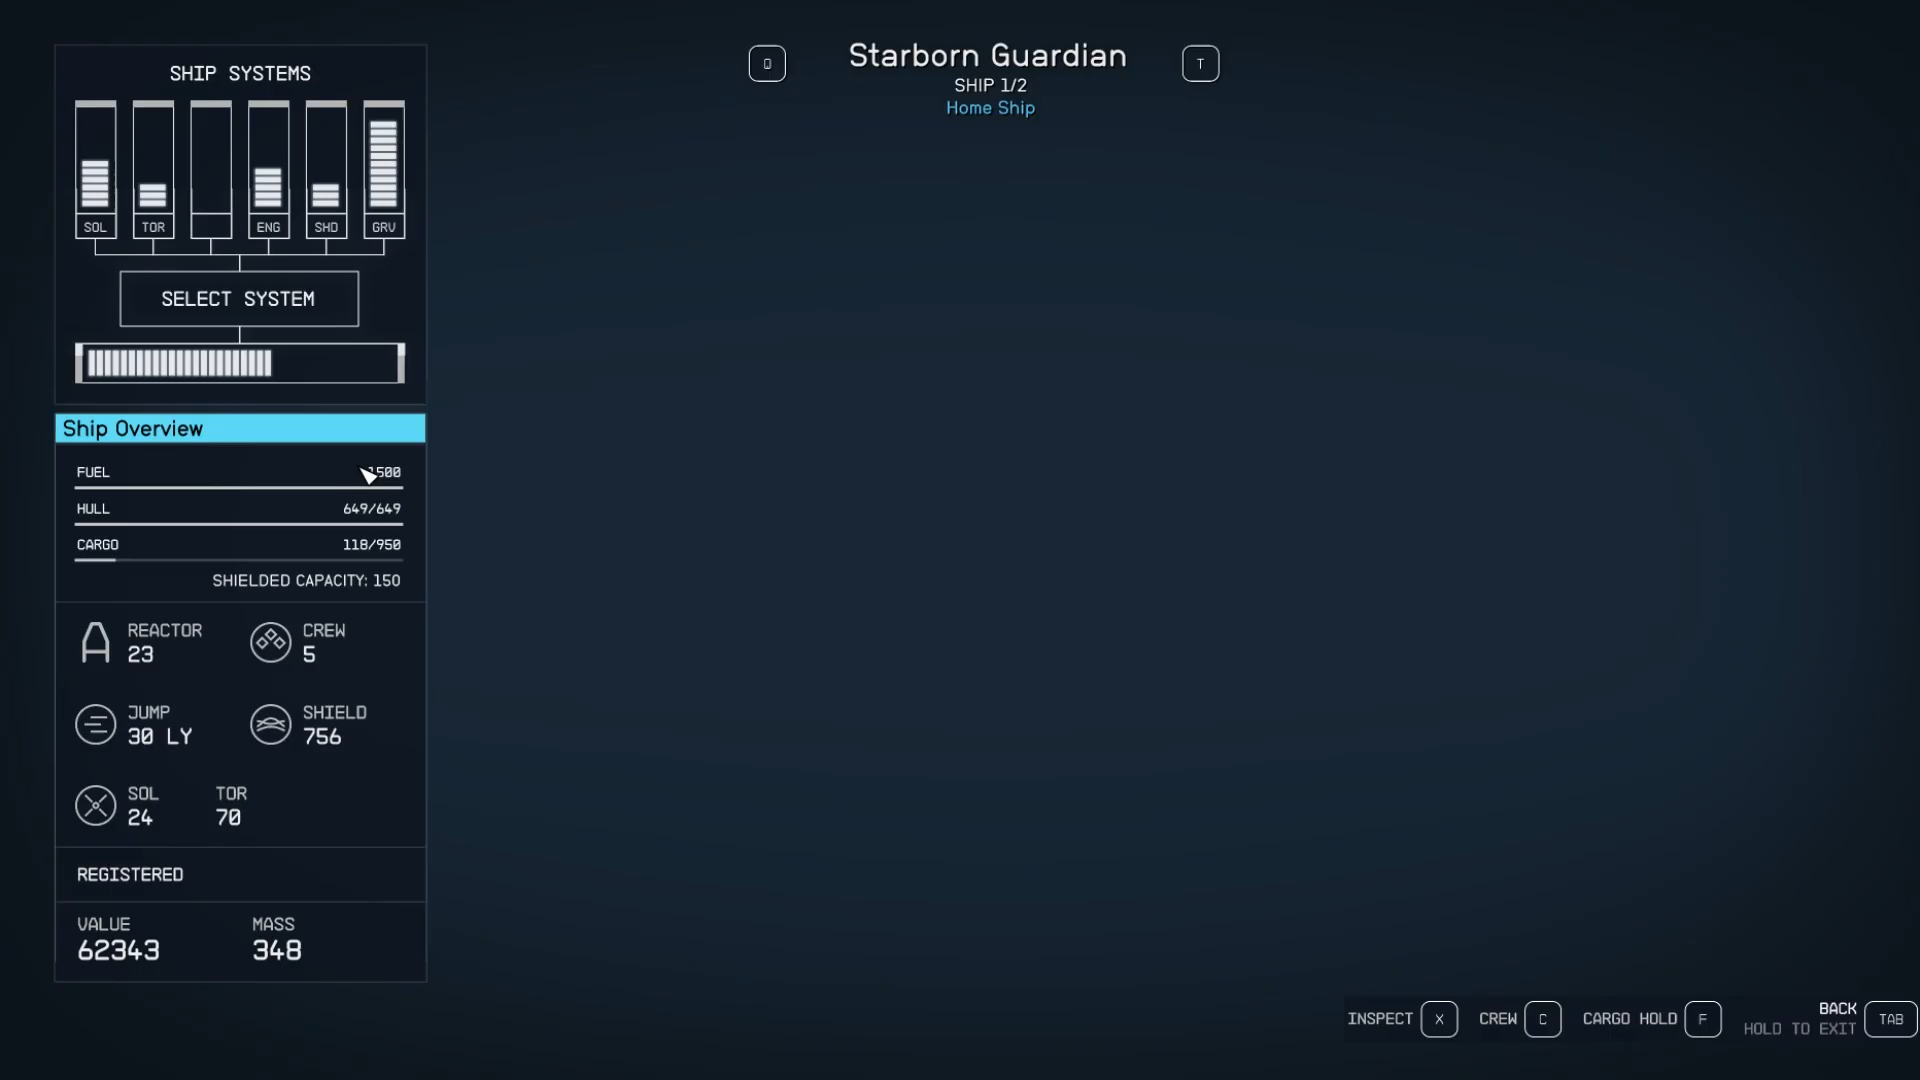 SHIP SYSTEMS
SOL TOR ENG SHD GRV
SELECT SYSTEM
Q
Starborn Guardian
T
SHIP 1/2
Home Ship
Ship Overview
FUEL
HULL 649/649
CARGO 118/950
SHIELDED CAPACITY: 150
REACTOR CREW
23 5
JUMP SHIELD
30 LY 756
SOL TOR
24 70
REGISTERED
VALUE MASS
62343 348
INSPECT X CREW C CARGO HOLD F BACK TAB
HOLD TO EXIT